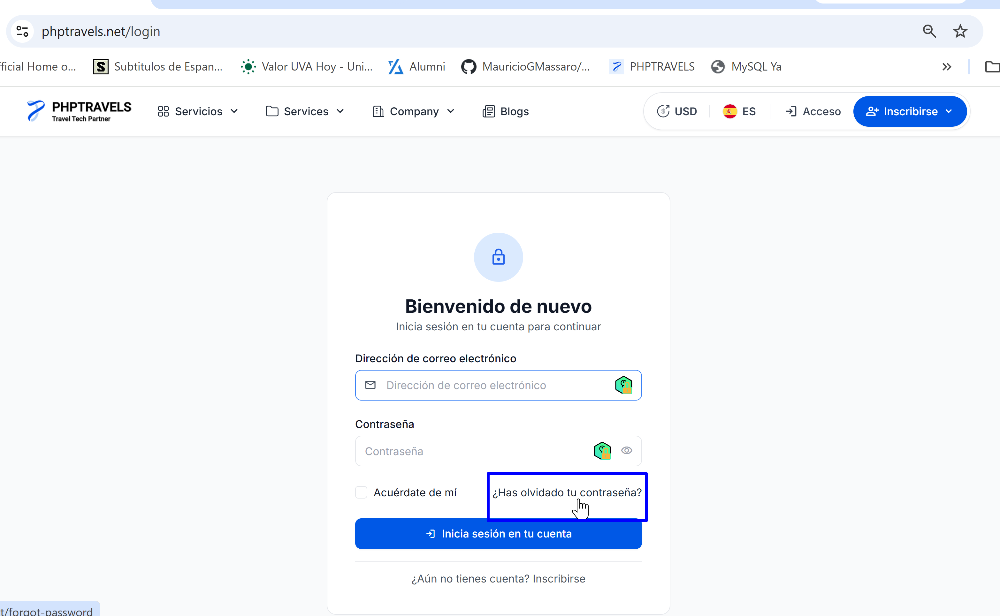 phptravels.net/login
ficial Home o...
Subtitulos de Espan...
Valor UVA Hoy - Uni...
Alumni
MauricioGMassaro/...
PHPTRAVELS
MySQL Ya
PHPTRAVELS
Travel Tech Partner
Servicios
Services
Company
Blogs
USD
ES
Acceso
Inscribirse
Bienvenido de nuevo
Inicia sesión en tu cuenta para continuar
Dirección de correo electrónico
Dirección de correo electrónico
Contraseña
Contraseña
Acuérdate de mí
¿Has olvidado tu contraseña?
Inicia sesión en tu cuenta
¿Aún no tienes cuenta? Inscribirse
t/forgot-password